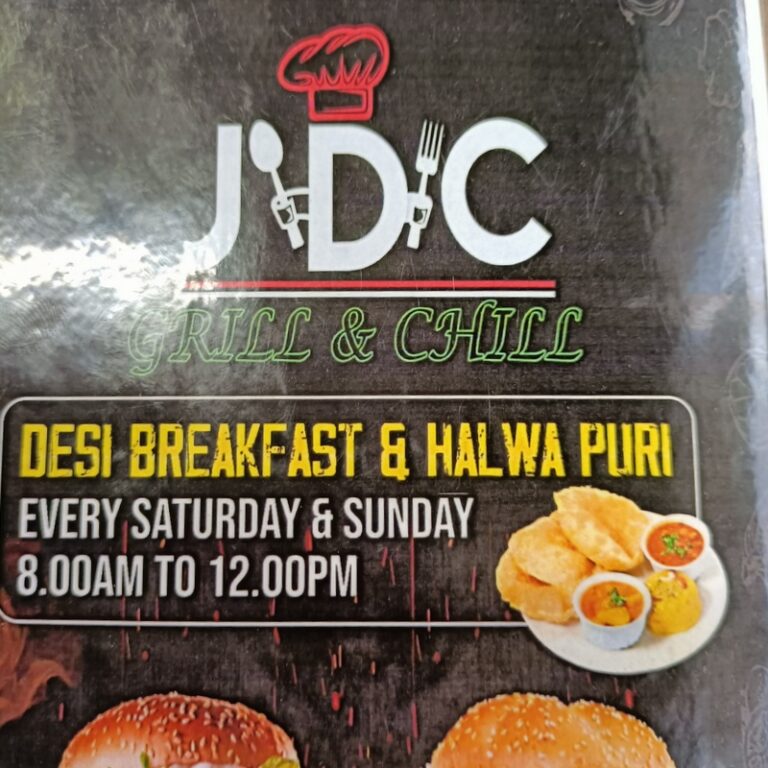 JDC
GRILL & CHILL
DESI BREAKFAST & HALWA PURI
EVERY SATURDAY & SUNDAY
8.00AM TO 12.00PM